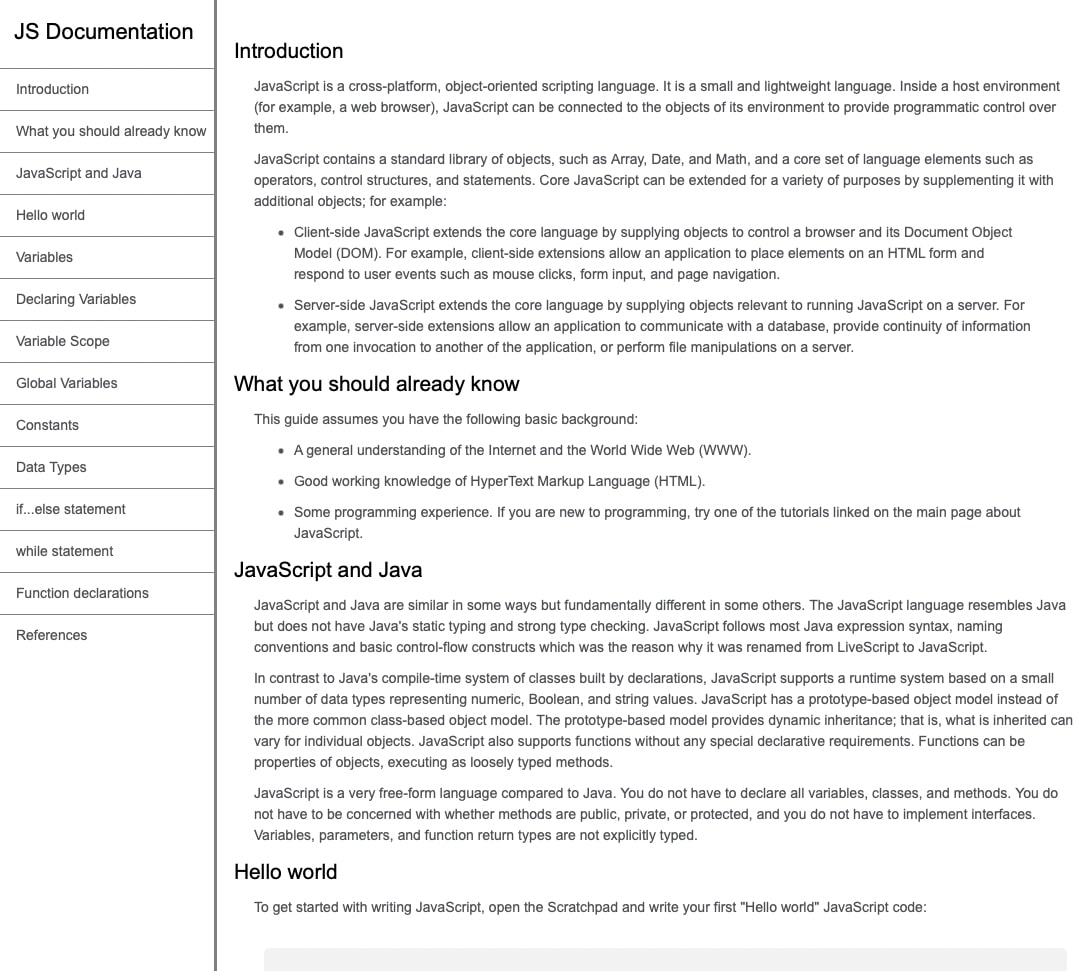 JS Documentation
Introduction
What you should already know
JavaScript and Java
Hello world
Variables
Declaring Variables
Variable Scope
Global Variables
Constants
Data Types
if...else statement
while statement
Function declarations
References
Introduction
JavaScript is a cross-platform, object-oriented scripting language. It is a small and lightweight language. Inside a host environment
(for example, a web browser), JavaScript can be connected to the objects of its environment to provide programmatic control over
them.
JavaScript contains a standard library of objects, such as Array, Date, and Math, and a core set of language elements such as
operators, control structures, and statements. Core JavaScript can be extended for a variety of purposes by supplementing it with
additional objects; for example:
• Client-side JavaScript extends the core language by supplying objects to control a browser and its Document Object
Model (DOM). For example, client-side extensions allow an application to place elements on an HTML form and
respond to user events such as mouse clicks, form input, and page navigation.
• Server-side JavaScript extends the core language by supplying objects relevant to running JavaScript on a server. For
example, server-side extensions allow an application to communicate with a database, provide continuity of information
from one invocation to another of the application, or perform file manipulations on a server.
What you should already know
This guide assumes you have the following basic background:
• A general understanding of the Internet and the World Wide Web (WWW).
• Good working knowledge of HyperText Markup Language (HTML).
• Some programming experience. If you are new to programming, try one of the tutorials linked on the main page about
JavaScript.
JavaScript and Java
JavaScript and Java are similar in some ways but fundamentally different in some others. The JavaScript language resembles Java
but does not have Java's static typing and strong type checking. JavaScript follows most Java expression syntax, naming
conventions and basic control-flow constructs which was the reason why it was renamed from LiveScript to JavaScript.
In contrast to Java's compile-time system of classes built by declarations, JavaScript supports a runtime system based on a small
number of data types representing numeric, Boolean, and string values. JavaScript has a prototype-based object model instead of
the more common class-based object model. The prototype-based model provides dynamic inheritance; that is, what is inherited can
vary for individual objects. JavaScript also supports functions without any special declarative requirements. Functions can be
properties of objects, executing as loosely typed methods.
JavaScript is a very free-form language compared to Java. You do not have to declare all variables, classes, and methods. You do
not have to be concerned with whether methods are public, private, or protected, and you do not have to implement interfaces.
Variables, parameters, and function return types are not explicitly typed.
Hello world
To get started with writing JavaScript, open the Scratchpad and write your first "Hello world" JavaScript code: